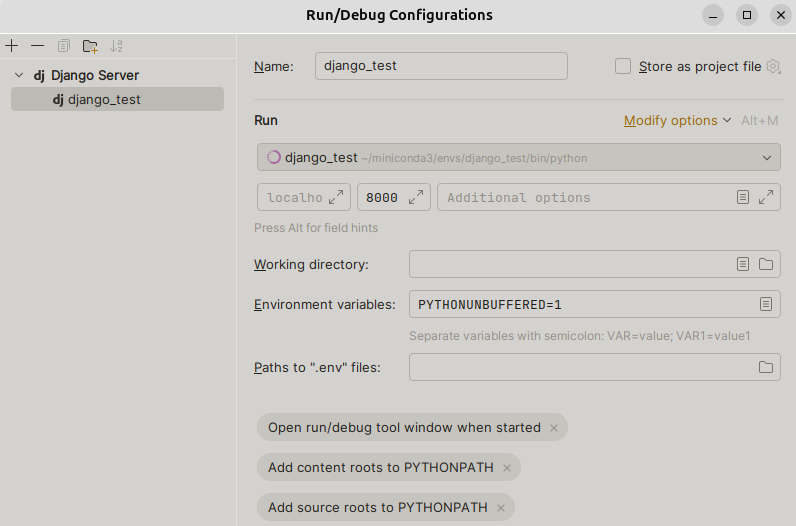 Run/Debug Configurations
dj Django Server
dj django_test
Name: django_test Store as project file
Run Modify options Alt+M
django_test ~/miniconda3/envs/django_test/bin/python
localho 8000 Additional options
Press Alt for field hints
Working directory:
Environment variables: PYTHONUNBUFFERED=1
Separate variables with semicolon: VAR=value; VAR1=value1
Paths to ".env" files:
Open run/debug tool window when started ×
Add content roots to PYTHONPATH ×
Add source roots to PYTHONPATH ×